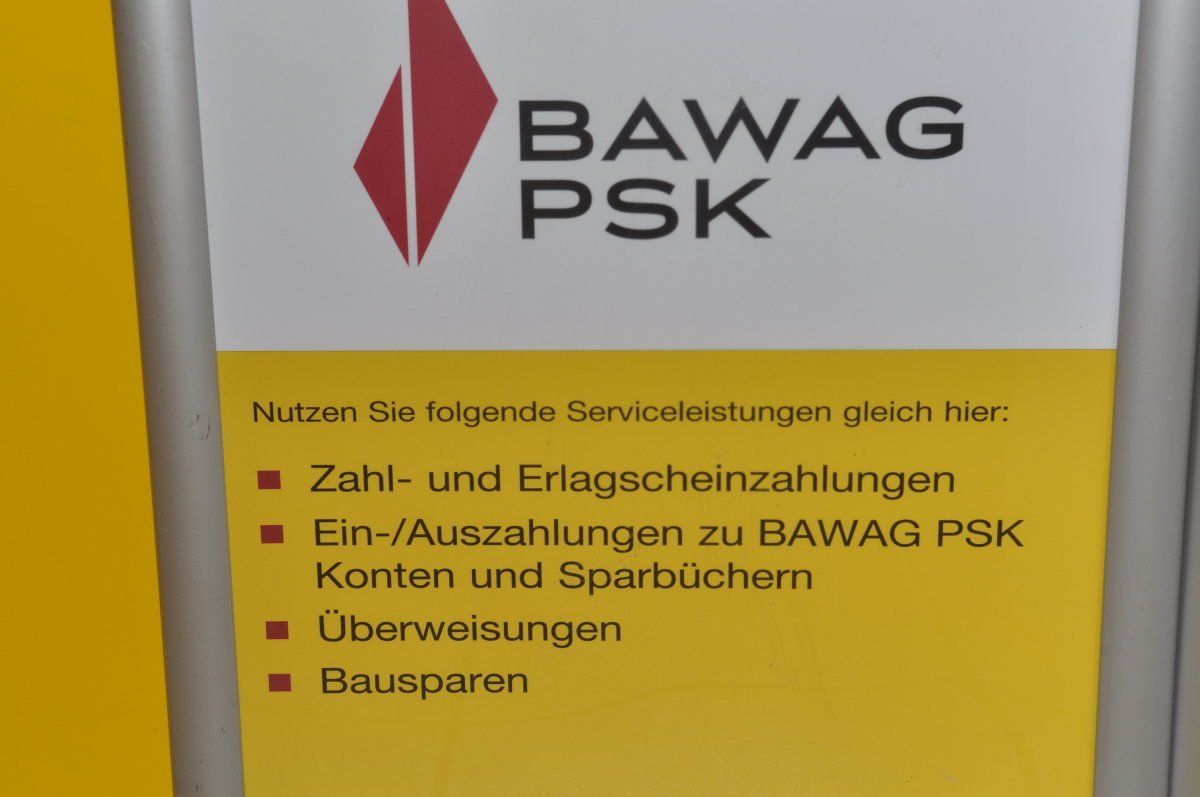 BAWAG
PSK
Nutzen Sie folgende Serviceleistungen gleich hier:
Zahl- und Erlagscheinzahlungen
Ein-/Auszahlungen zu BAWAG PSK
Konten und Sparbüchern
Überweisungen
Bausparen